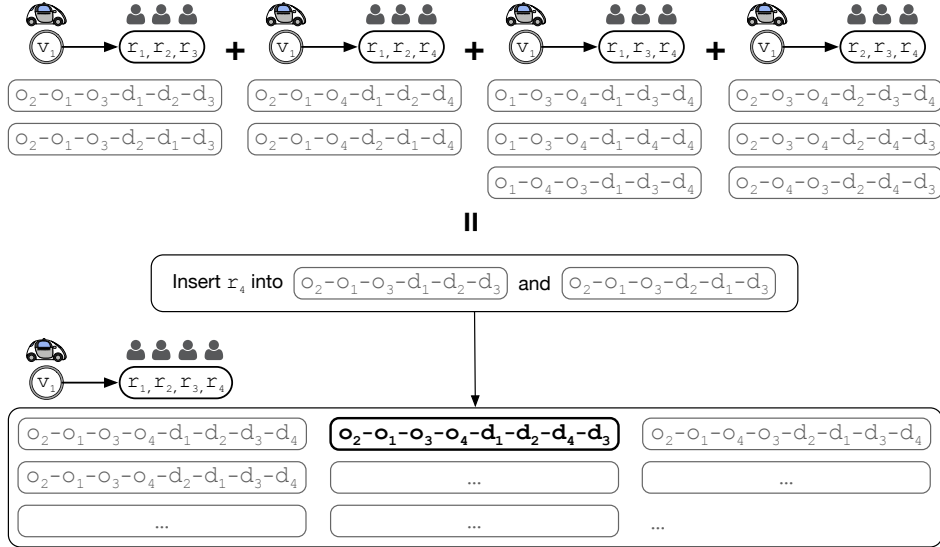 v₁ r₁, r₂, r₃ + v₁ r₁, r₂, r₄ + v₁ r₁, r₃, r₄ + v₁ r₂, r₃, r₄
o₂-o₁-o₃-d₁-d₂-d₃ o₂-o₁-o₄-d₁-d₂-d₄ o₁-o₃-o₄-d₁-d₃-d₄ o₂-o₃-o₄-d₂-d₃-d₄
o₂-o₁-o₃-d₂-d₁-d₃ o₂-o₁-o₄-d₂-d₁-d₄ o₁-o₃-o₄-d₁-d₄-d₄ o₂-o₃-o₄-d₂-d₄-d₃
o₁-o₄-o₃-d₁-d₃-d₄ o₂-o₄-o₃-d₂-d₄-d₃
=
Insert r₄ into o₂-o₁-o₃-d₁-d₂-d₃ and o₂-o₁-o₃-d₂-d₁-d₃
v₁ r₁, r₂, r₃, r₄
o₂-o₁-o₃-o₄-d₁-d₂-d₃-d₄ o₂-o₁-o₃-o₄-d₁-d₂-d₄-d₃ o₂-o₁-o₄-o₃-d₂-d₁-d₃-d₄
o₂-o₁-o₃-o₄-d₂-d₁-d₃-d₄ ... ...
... ... ...